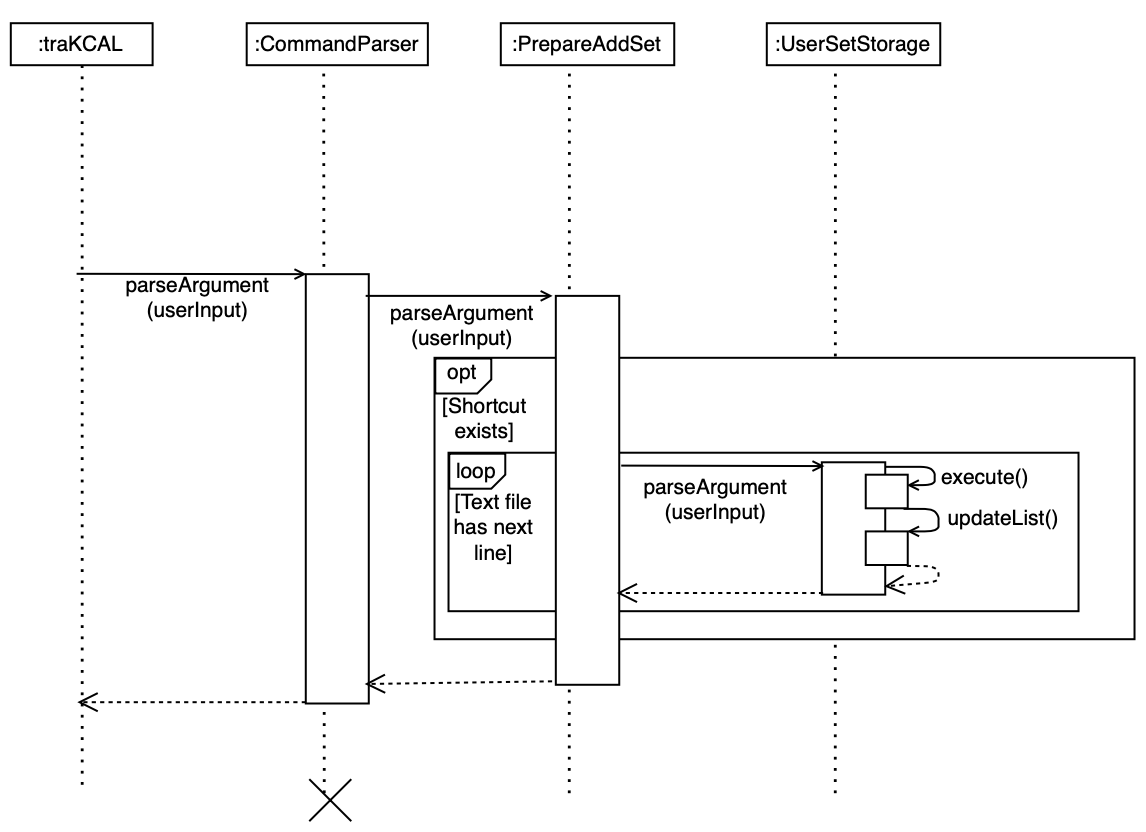 :traKCAL
:CommandParser
:PrepareAddSet
:UserSetStorage
parseArgument
(userInput)
parseArgument
(userInput)
opt
[Shortcut
exists]
loop
[Text file
has next
line]
parseArgument
(userInput)
execute()
updateList()